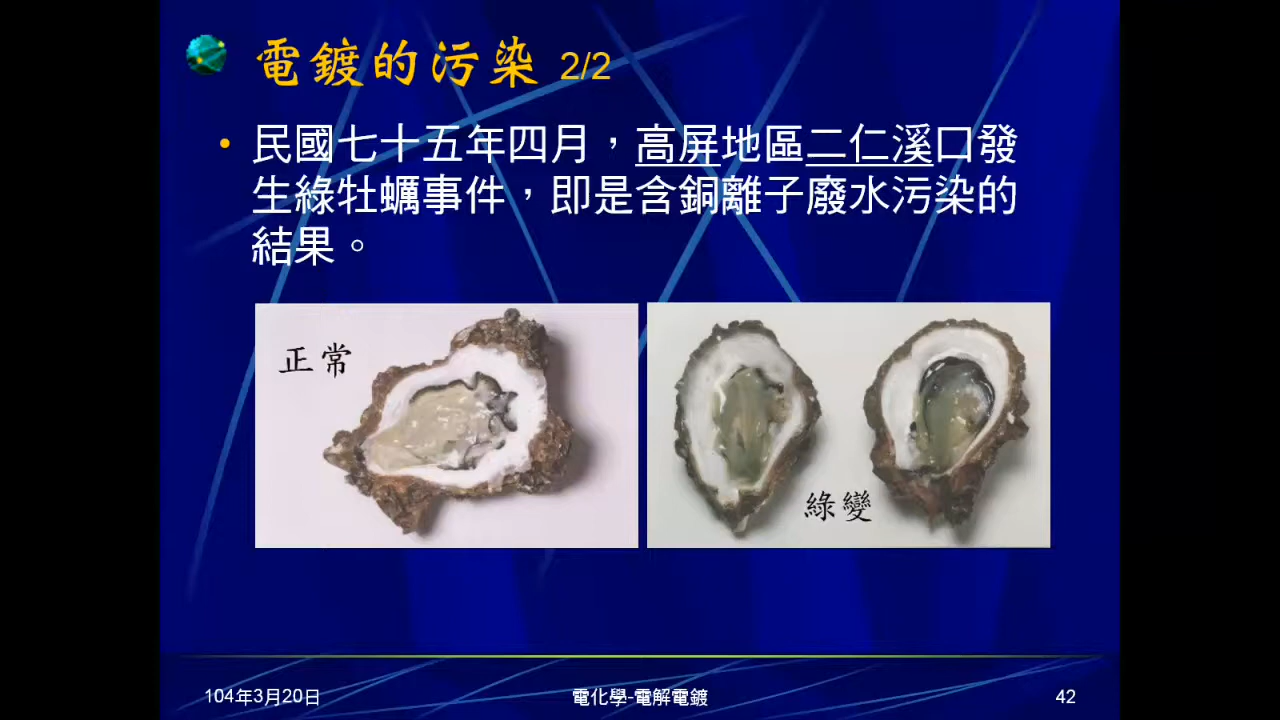 電鍍的污染 2/2
• 民國七十五年四月，高屏地區二仁溪口發
生綠牡蠣事件，即是含銅離子廢水污染的
結果。
正常
綠變
104年3月20日
電化學-電解電鍍
42